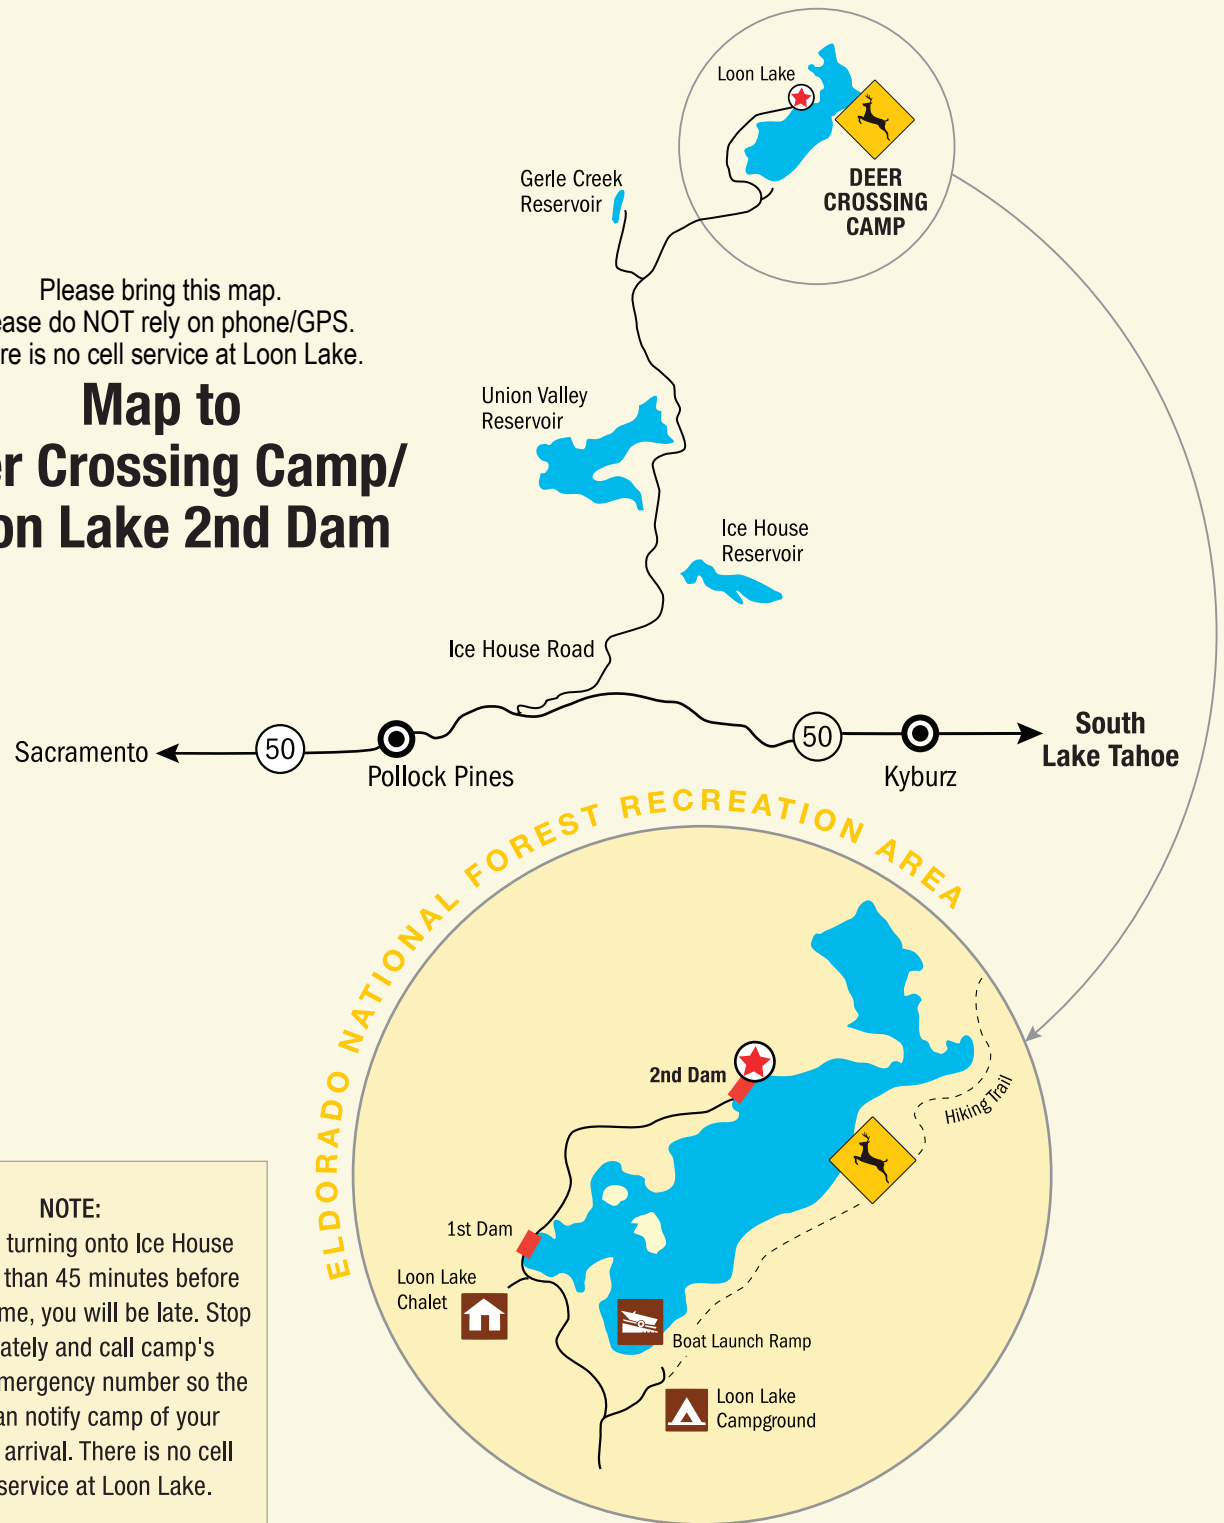 Loon Lake
DEER
CROSSING
CAMP
Gerle Creek
Reservoir
Please bring this map.
ease do NOT rely on phone/GPS.
re is no cell service at Loon Lake.
Map to
er Crossing Camp/
on Lake 2nd Dam
Union Valley
Reservoir
Ice House
Reservoir
Ice House Road
Sacramento
50
Pollock Pines
50
Kyburz
South
Lake Tahoe
ELDORADO NATIONAL FOREST RECREATION AREA
2nd Dam
Hiking Trail
1st Dam
Loon Lake
Chalet
Boat Launch Ramp
Loon Lake
Campground
NOTE:
turning onto Ice House
than 45 minutes before
me, you will be late. Stop
ately and call camp's
mergency number so the
an notify camp of your
arrival. There is no cell
service at Loon Lake.